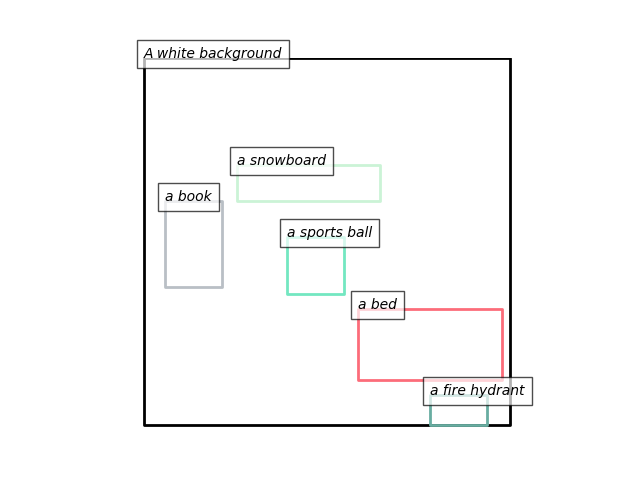 A white background
a snowboard
a book
a sports ball
a bed
a fire hydrant